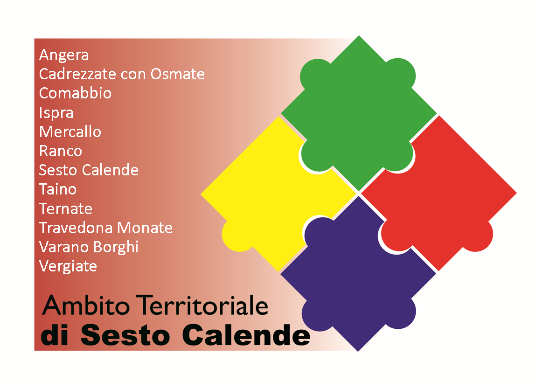 Angera
Cadrezzate con Osmate
Comabbio
Ispra
Mercallo
Ranco
Sesto Calende
Taino
Ternate
Travedona Monate
Varano Borghi
Vergiate
Ambito Territoriale
di Sesto Calende